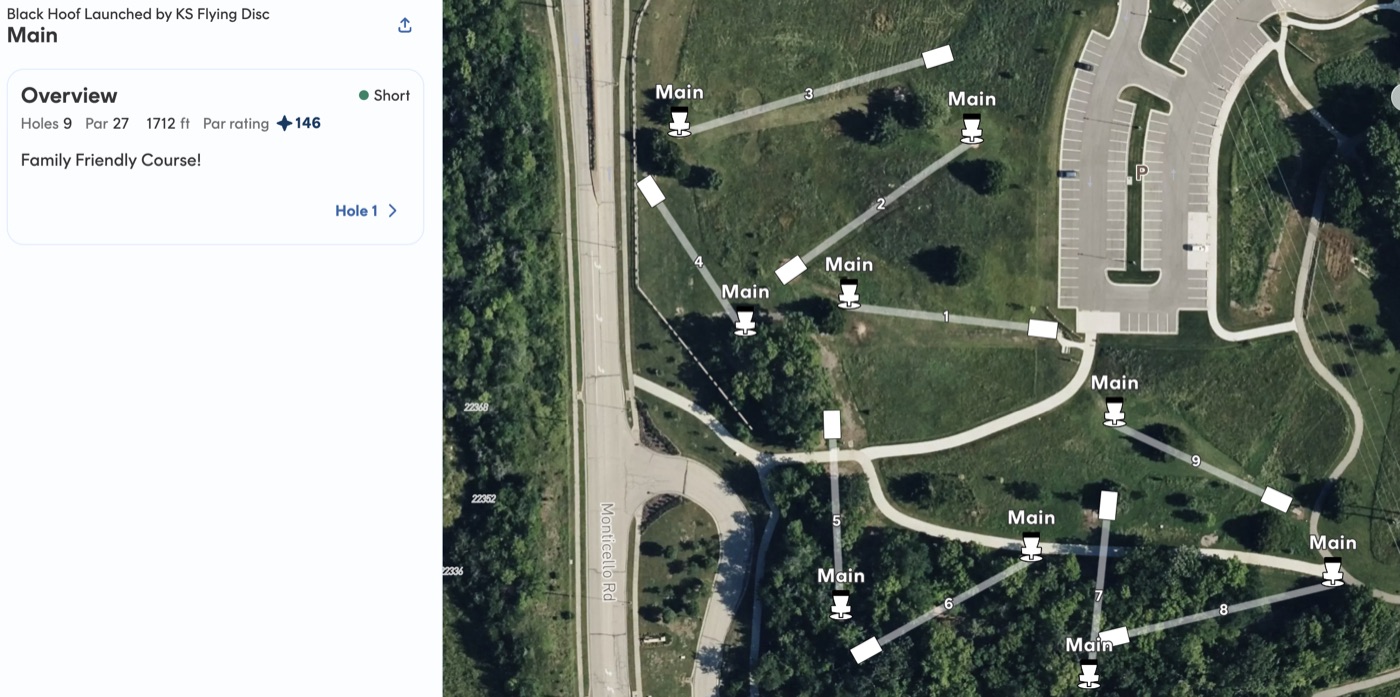 Black Hoof Launched by KS Flying Disc
Main
Overview
Short
Holes 9 Par 27 1712 ft Par rating 146
Family Friendly Course!
Hole 1
3
Main
Main
P
2
4
Main
Main
1
Main
22368
9
22352
Monticello Rd
5
Main
Main
22336
Main
6
7
8
Main